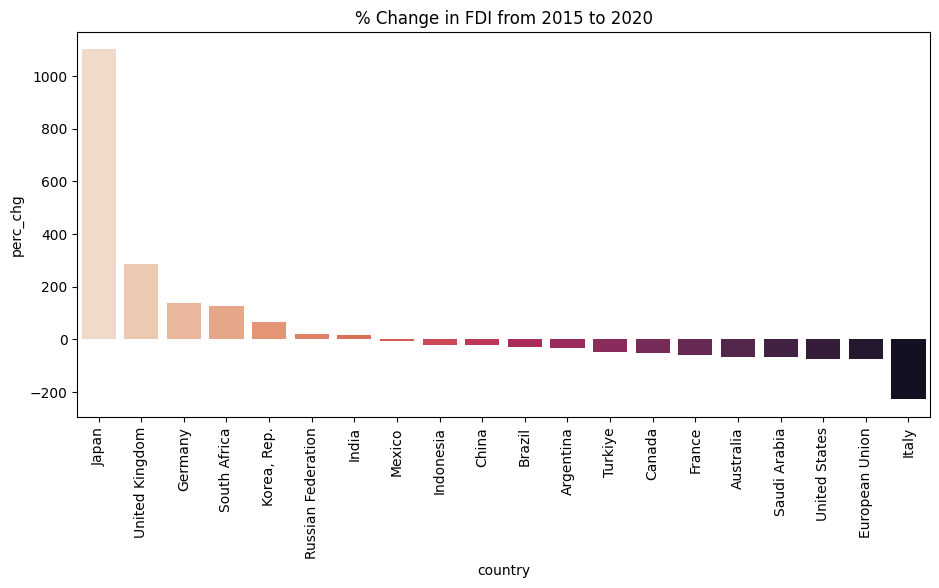 % Change in FDI from 2015 to 2020
perc_chg
1000
800
600
400
200
0
−200
Japan
United Kingdom
Germany
South Africa
Korea, Rep.
Russian Federation
India
Mexico
Indonesia
China
Brazil
Argentina
Turkiye
Canada
France
Australia
Saudi Arabia
United States
European Union
Italy
country